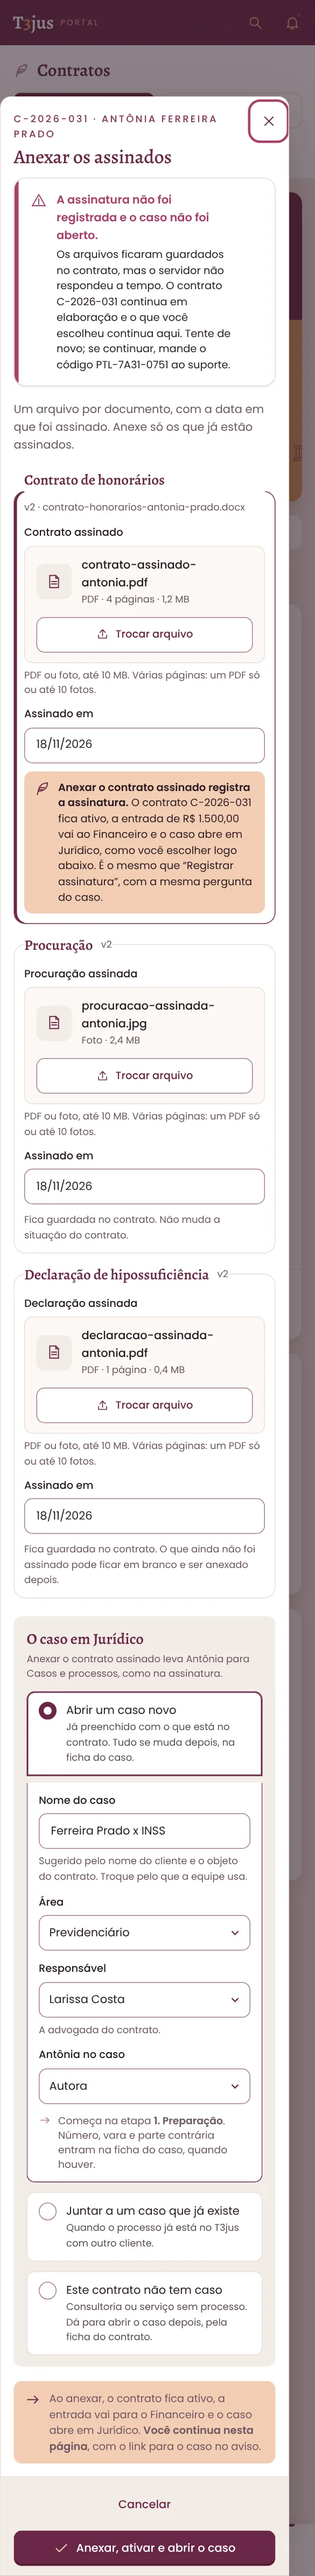 T3jus PORTAL
Contratos
C-2026-031 · ANTÔNIA FERREIRA
PRADO
Anexar os assinados
A assinatura não foi
registrada e o caso não foi
aberto.
Os arquivos ficaram guardados
no contrato, mas o servidor não
respondeu a tempo. O contrato
C-2026-031 continua em
elaboração e o que você
escolheu continua aqui. Tente de
novo; se continuar, mande o
código PTL-7A31-0751 ao suporte.
Um arquivo por documento, com a data em
que foi assinado. Anexe só os que já estão
assinados.
Contrato de honorários
v2 · contrato-honorarios-antonia-prado.docx
Contrato assinado
contrato-assinado-
antonia.pdf
PDF · 4 páginas · 1,2 MB
Trocar arquivo
PDF ou foto, até 10 MB. Várias páginas: um PDF só
ou até 10 fotos.
Assinado em
18/11/2026
Anexar o contrato assinado registra
a assinatura. O contrato C-2026-031
fica ativo, a entrada de R$ 1.500,00
vai ao Financeiro e o caso abre em
Jurídico, como você escolher logo
abaixo. É o mesmo que “Registrar
assinatura”, com a mesma pergunta
do caso.
Procuração v2
Procuração assinada
procuracao-assinada-
antonia.jpg
Foto · 2,4 MB
Trocar arquivo
PDF ou foto, até 10 MB. Várias páginas: um PDF só
ou até 10 fotos.
Assinado em
18/11/2026
Fica guardada no contrato. Não muda a
situação do contrato.
Declaração de hipossuficiência v2
Declaração assinada
declaracao-assinada-
antonia.pdf
PDF · 1 página · 0,4 MB
Trocar arquivo
PDF ou foto, até 10 MB. Várias páginas: um PDF só
ou até 10 fotos.
Assinado em
18/11/2026
Fica guardada no contrato. O que ainda não foi
assinado pode ficar em branco e ser anexado
depois.
O caso em Jurídico
Anexar o contrato assinado leva Antônia para
Casos e processos, como na assinatura.
Abrir um caso novo
Já preenchido com o que está no
contrato. Tudo se muda depois, na
ficha do caso.
Nome do caso
Ferreira Prado x INSS
Sugerido pelo nome do cliente e o objeto
do contrato. Troque pelo que a equipe usa.
Área
Previdenciário
Responsável
Larissa Costa
A advogada do contrato.
Antônia no caso
Autora
Começa na etapa 1. Preparação.
Número, vara e parte contrária
entram na ficha do caso, quando
houver.
Juntar a um caso que já existe
Quando o processo já está no T3jus
com outro cliente.
Este contrato não tem caso
Consultoria ou serviço sem processo.
Dá para abrir o caso depois, pela
ficha do contrato.
Ao anexar, o contrato fica ativo, a
entrada vai para o Financeiro e o caso
abre em Jurídico. Você continua nesta
página, com o link para o caso no aviso.
Cancelar
Anexar, ativar e abrir o caso